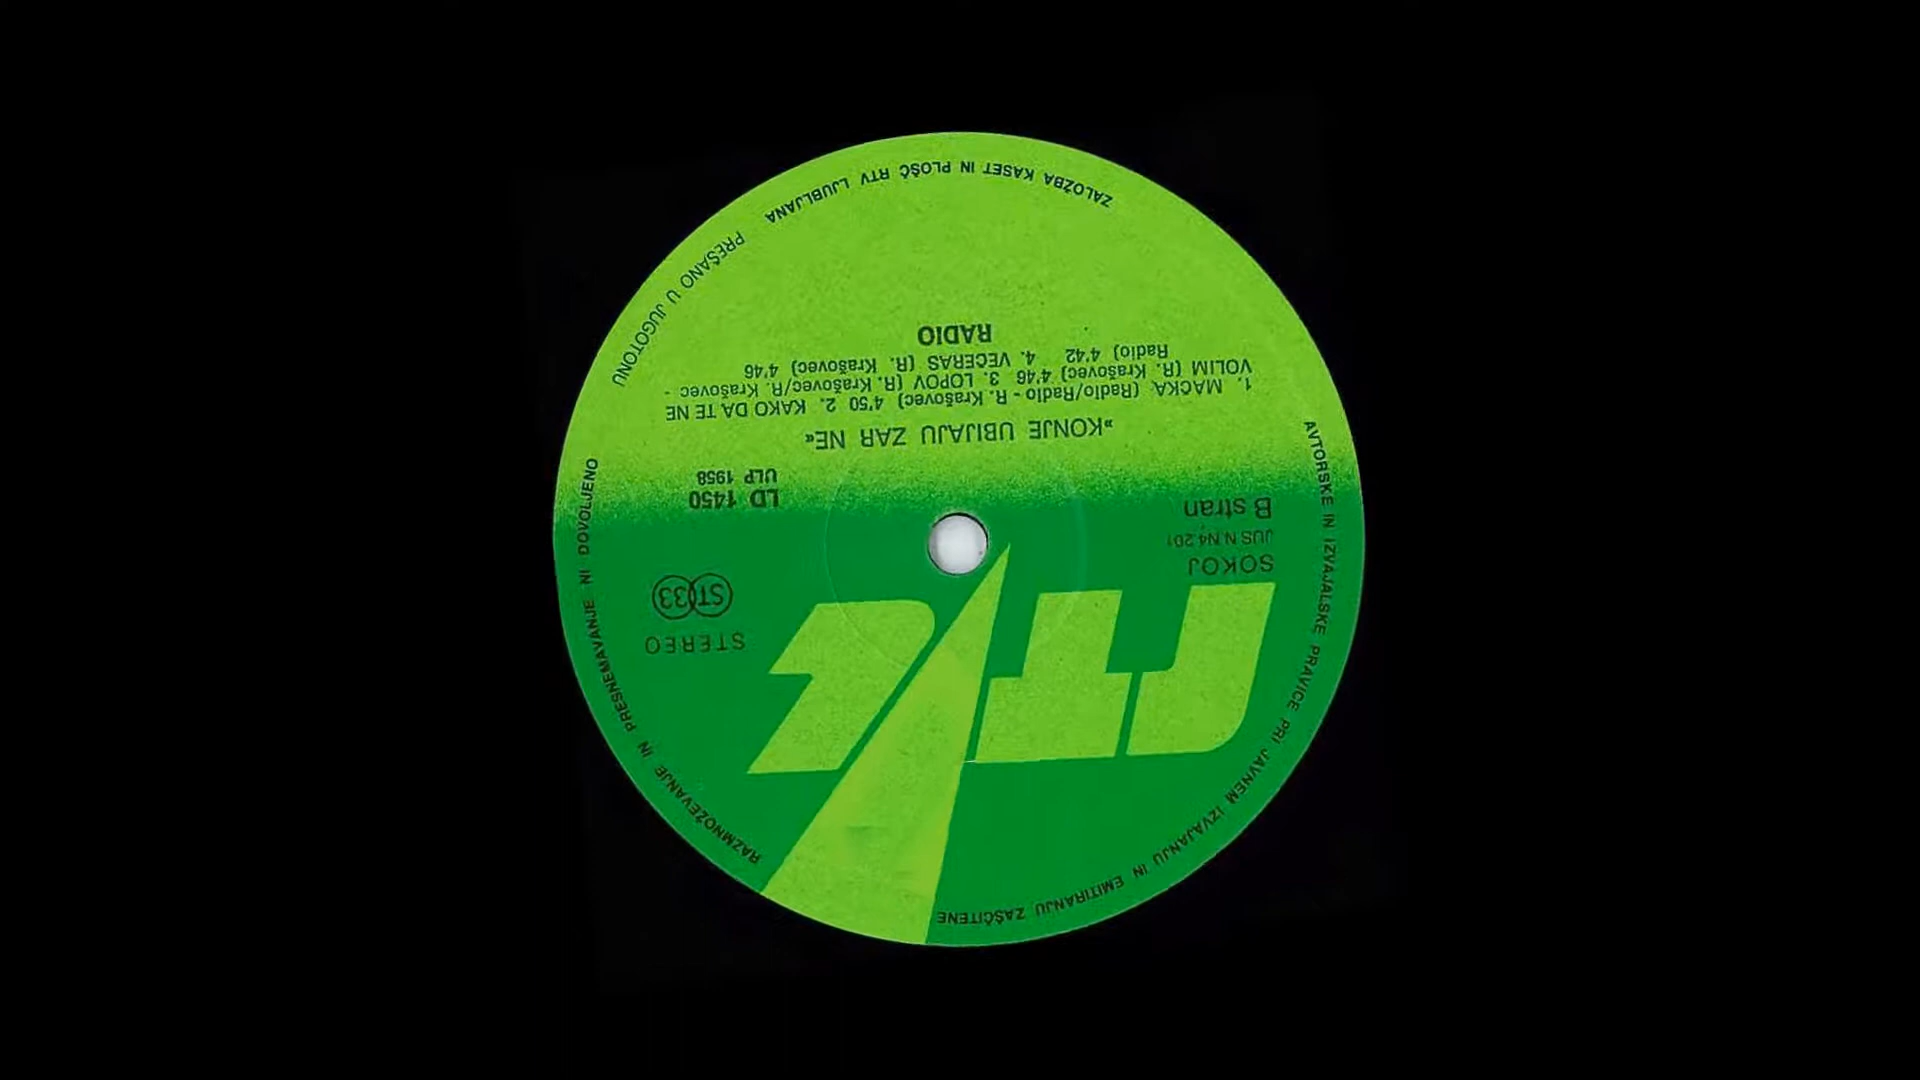 RTVL
SOKOJ
JUS N.N4.201
B stran
STEREO
ST 33
LD 1450
ULP 1958
»KONJE UBIJAJU ZAR NE«
1. MAČKA (Radio/Radio - R. Krašovec) 4'50 2. KAKO DA TE NE
VOLIM (R. Krašovec) 4'46 3. LOPOV (R. Krašovec/R. Krašovec -
Radio) 4'42 4. VEČERAS (R. Krašovec) 4'46
RADIO
ZALOŽBA KASET IN PLOŠČ RTV LJUBLJANA
PREŠANO U JUGOTONU
RAZMNOŽEVANJE IN PRESNEMAVANJE NI DOVOLJENO
AVTORSKE IN IZVAJALSKE PRAVICE PRI JAVNEM IZVAJANJU IN EMITIRANJU ZAŠČITENE